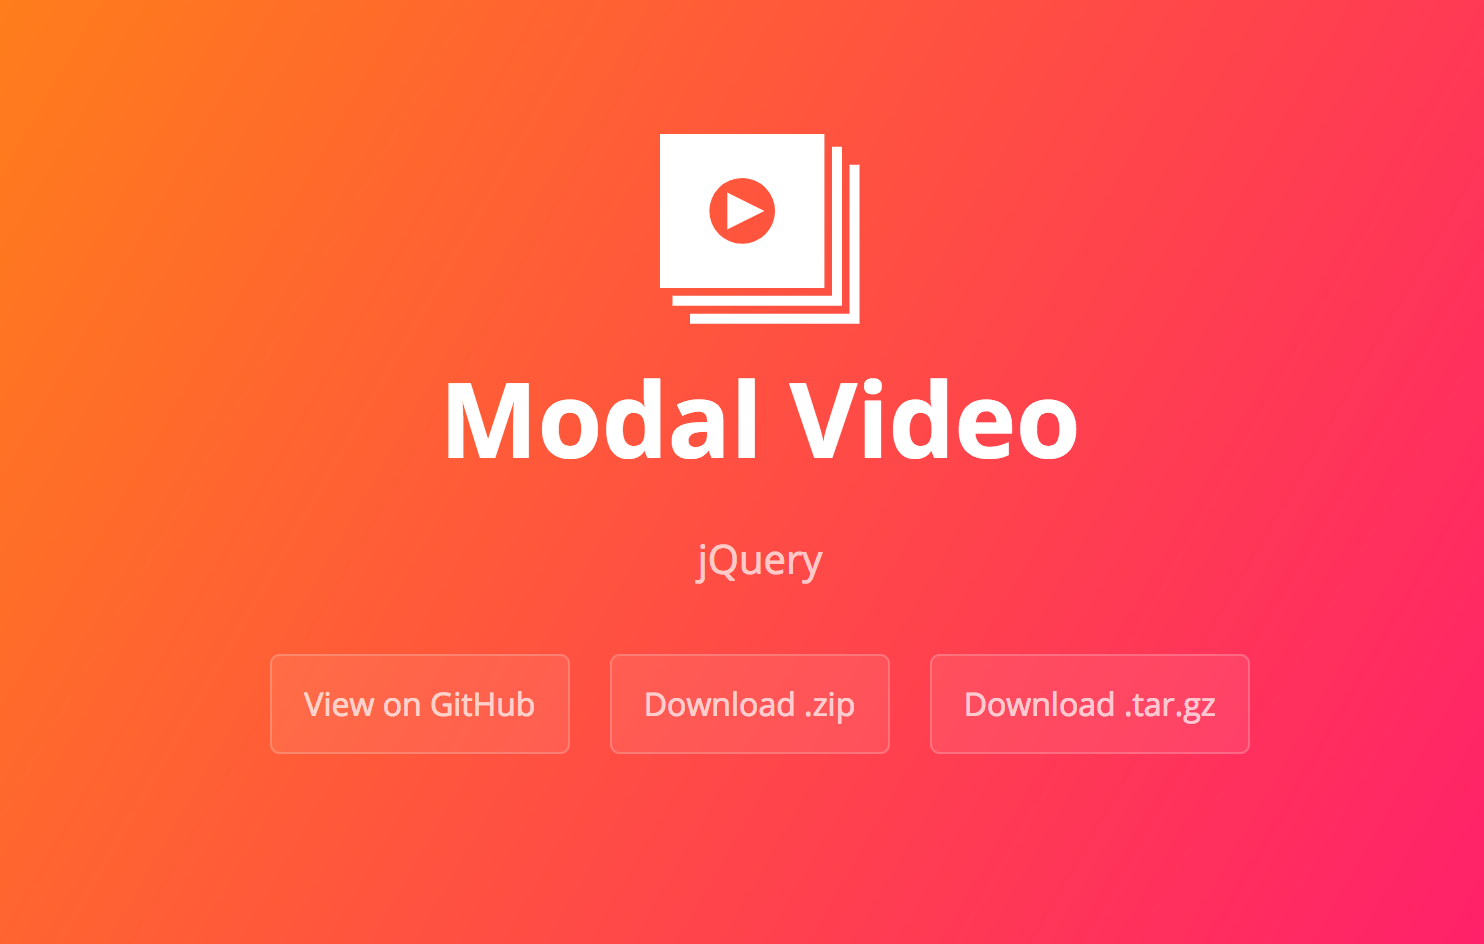 Modal Video
jQuery
View on GitHub
Download .zip
Download .tar.gz